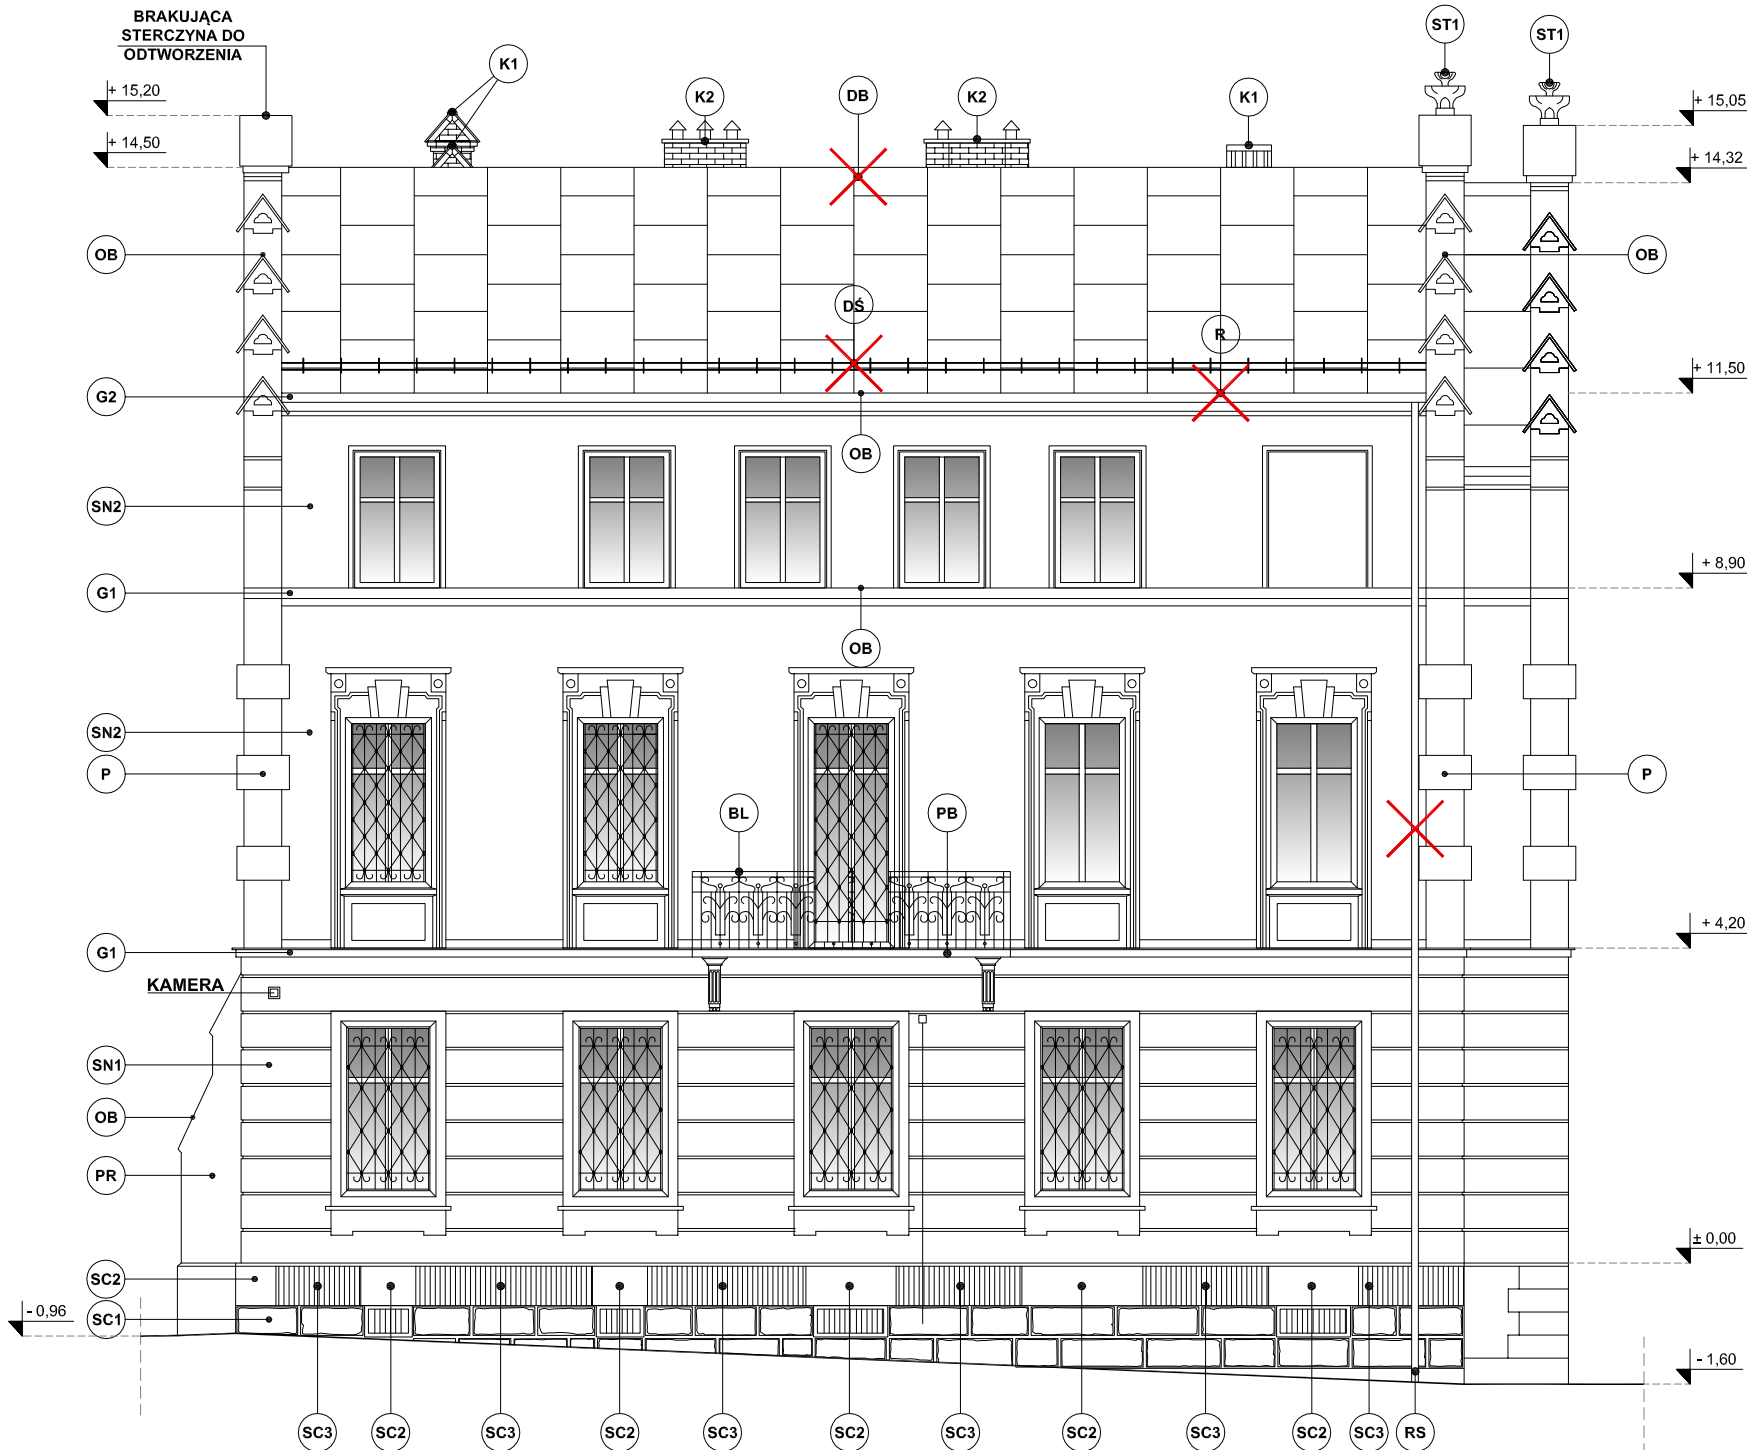 BRAKUJĄCA
STERCZYNA DO
ODTWORZENIA
ST1
ST1
K1
K2
DB
K2
K1
+ 15,20
+ 15,05
+ 14,50
+ 14,32
OB
OB
DŚ
R
G2
+ 11,50
OB
SN2
G1
+ 8,90
OB
SN2
P
P
BL
PB
G1
+ 4,20
KAMERA
SN1
OB
PR
± 0,00
SC2
- 0,96
SC1
- 1,60
SC3
SC2
SC3
SC2
SC3
SC2
SC3
SC2
SC3
SC2
SC3
RS